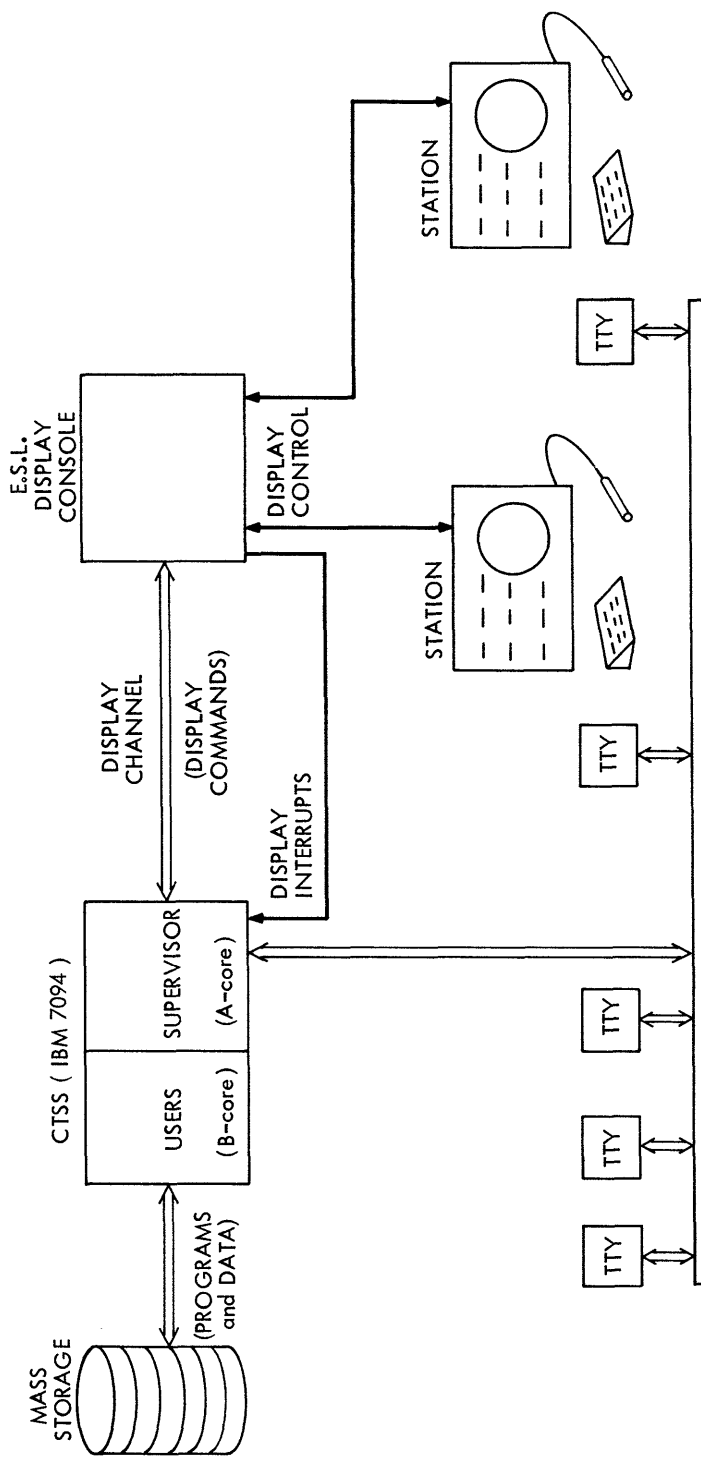 MASS
STORAGE
(PROGRAMS
and DATA)
CTSS ( IBM 7094 )
USERS
(B-core)
SUPERVISOR
(A-core)
DISPLAY
CHANNEL
(DISPLAY
COMMANDS)
DISPLAY
INTERRUPTS
E.S.L.
DISPLAY
CONSOLE
DISPLAY
CONTROL
STATION
STATION
TTY
TTY
TTY
TTY
TTY